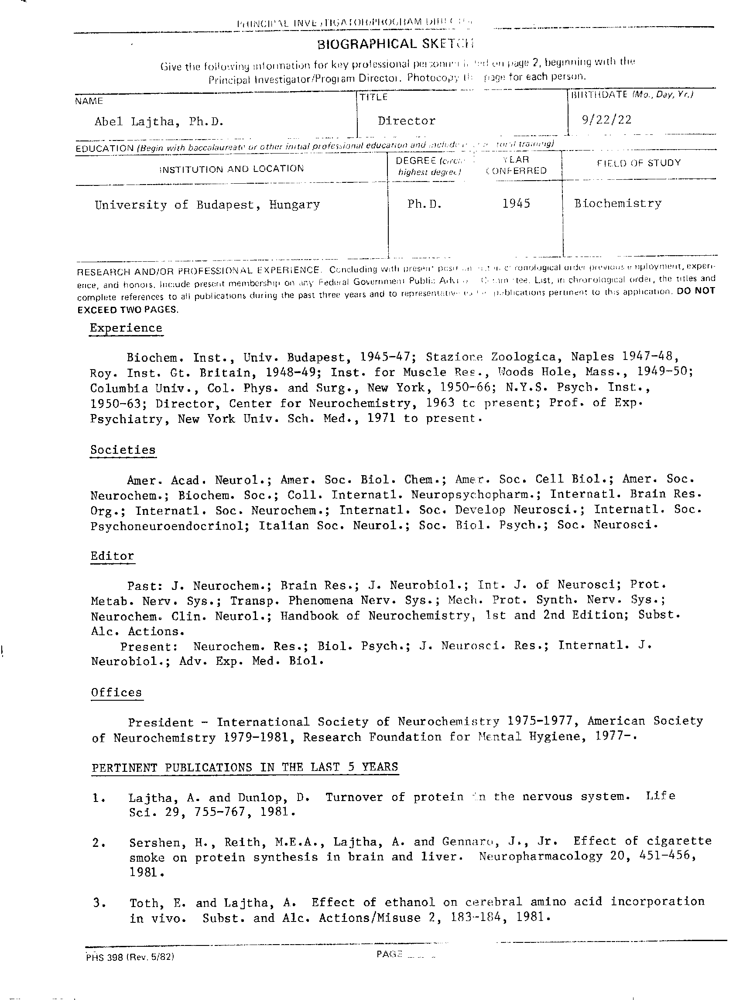 PRINCIPAL INVESTIGATOR/PROGRAM DIRECTOR
BIOGRAPHICAL SKETCH
Give the following information for key professional personnel listed on page 2, beginning with the
Principal Investigator/Program Director. Photocopy this page for each person.
NAME TITLE BIRTHDATE (Mo., Day, Yr.)
Abel Lajtha, Ph.D. Director 9/22/22
EDUCATION (Begin with baccalaureate or other initial professional education and include training)
INSTITUTION AND LOCATION DEGREE (circle highest degree) YEAR CONFERRED FIELD OF STUDY
University of Budapest, Hungary Ph.D. 1945 Biochemistry
RESEARCH AND/OR PROFESSIONAL EXPERIENCE. Concluding with present position, list in chronological order previous employment, experi-
ence, and honors. Include present membership on any Federal Government Public Advisory Committee. List, in chronological order, the titles and
complete references to all publications during the past three years and to representative earlier publications pertinent to this application. DO NOT
EXCEED TWO PAGES.
Experience
Biochem. Inst., Univ. Budapest, 1945-47; Stazione Zoologica, Naples 1947-48,
Roy. Inst. Gt. Britain, 1948-49; Inst. for Muscle Res., Woods Hole, Mass., 1949-50;
Columbia Univ., Col. Phys. and Surg., New York, 1950-66; N.Y.S. Psych. Inst.,
1950-63; Director, Center for Neurochemistry, 1963 to present; Prof. of Exp.
Psychiatry, New York Univ. Sch. Med., 1971 to present.
Societies
Amer. Acad. Neurol.; Amer. Soc. Biol. Chem.; Amer. Soc. Cell Biol.; Amer. Soc.
Neurochem.; Biochem. Soc.; Coll. Internatl. Neuropsychopharm.; Internatl. Brain Res.
Org.; Internatl. Soc. Neurochem.; Internatl. Soc. Develop Neurosci.; Internatl. Soc.
Psychoneuroendocrinol; Italian Soc. Neurol.; Soc. Biol. Psych.; Soc. Neurosci.
Editor
Past: J. Neurochem.; Brain Res.; J. Neurobiol.; Int. J. of Neurosci; Prot.
Metab. Nerv. Sys.; Transp. Phenomena Nerv. Sys.; Mech. Prot. Synth. Nerv. Sys.;
Neurochem. Clin. Neurol.; Handbook of Neurochemistry, 1st and 2nd Edition; Subst.
Alc. Actions.
Present: Neurochem. Res.; Biol. Psych.; J. Neurosci. Res.; Internatl. J.
Neurobiol.; Adv. Exp. Med. Biol.
Offices
President - International Society of Neurochemistry 1975-1977, American Society
of Neurochemistry 1979-1981, Research Foundation for Mental Hygiene, 1977-.
PERTINENT PUBLICATIONS IN THE LAST 5 YEARS
1. Lajtha, A. and Dunlop, D. Turnover of protein in the nervous system. Life
Sci. 29, 755-767, 1981.
2. Sershen, H., Reith, M.E.A., Lajtha, A. and Gennaro, J., Jr. Effect of cigarette
smoke on protein synthesis in brain and liver. Neuropharmacology 20, 451-456,
1981.
3. Toth, E. and Lajtha, A. Effect of ethanol on cerebral amino acid incorporation
in vivo. Subst. and Alc. Actions/Misuse 2, 183-184, 1981.
PHS 398 (Rev. 5/82) PAGE